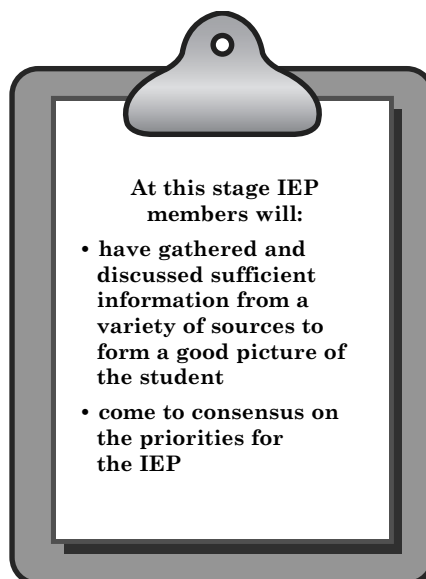 At this stage IEP
members will:
• have gathered and
discussed sufficient
information from a
variety of sources to
form a good picture of
the student
• come to consensus on
the priorities for
the IEP